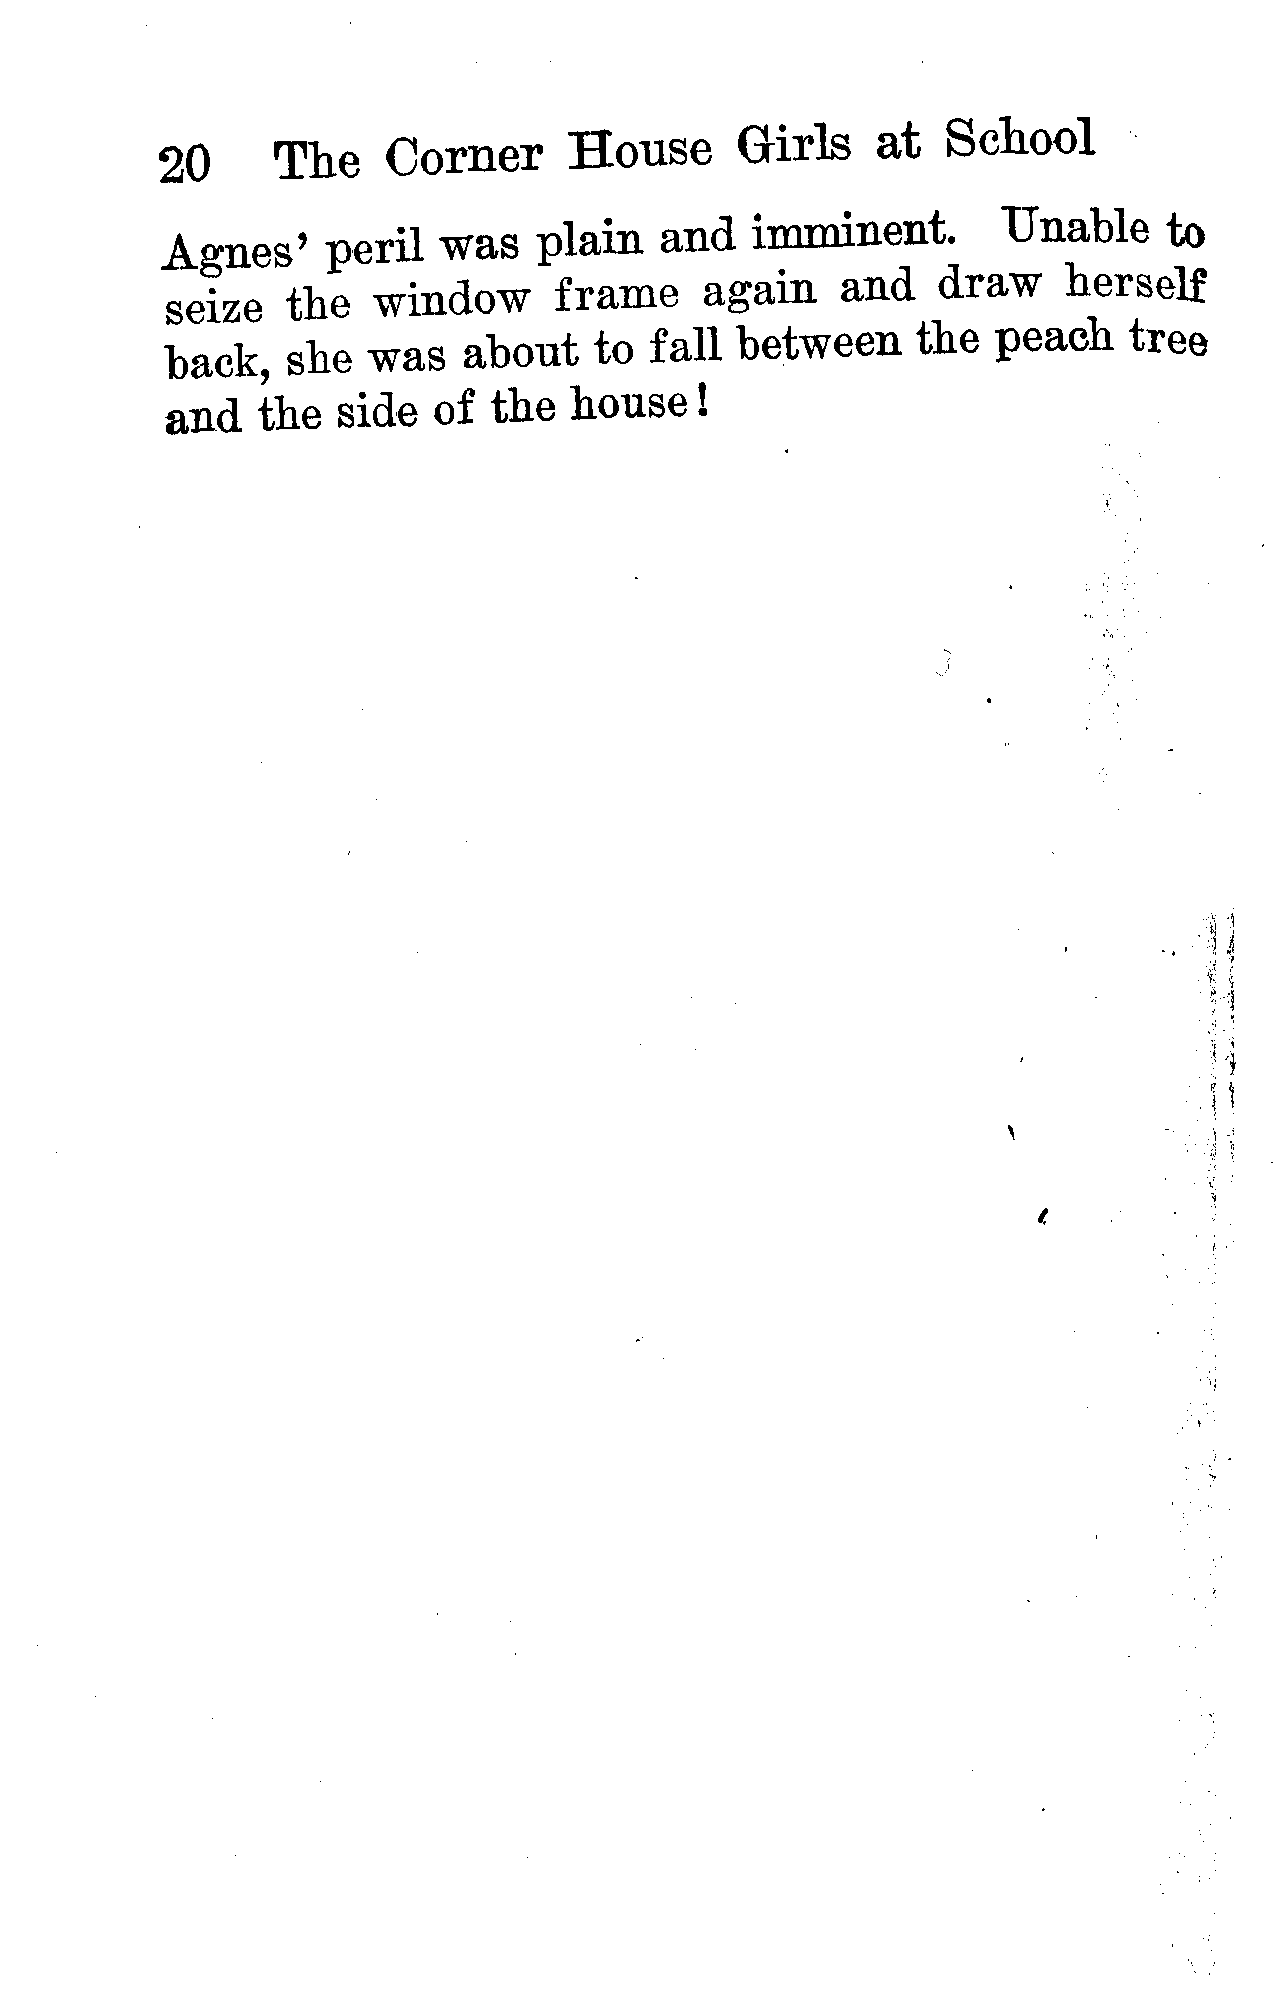 20 The Corner House Girls at School
Agnes' peril was plain and imminent. Unable to
seize the window frame again and draw herself
back, she was about to fall between the peach tree
and the side of the house!